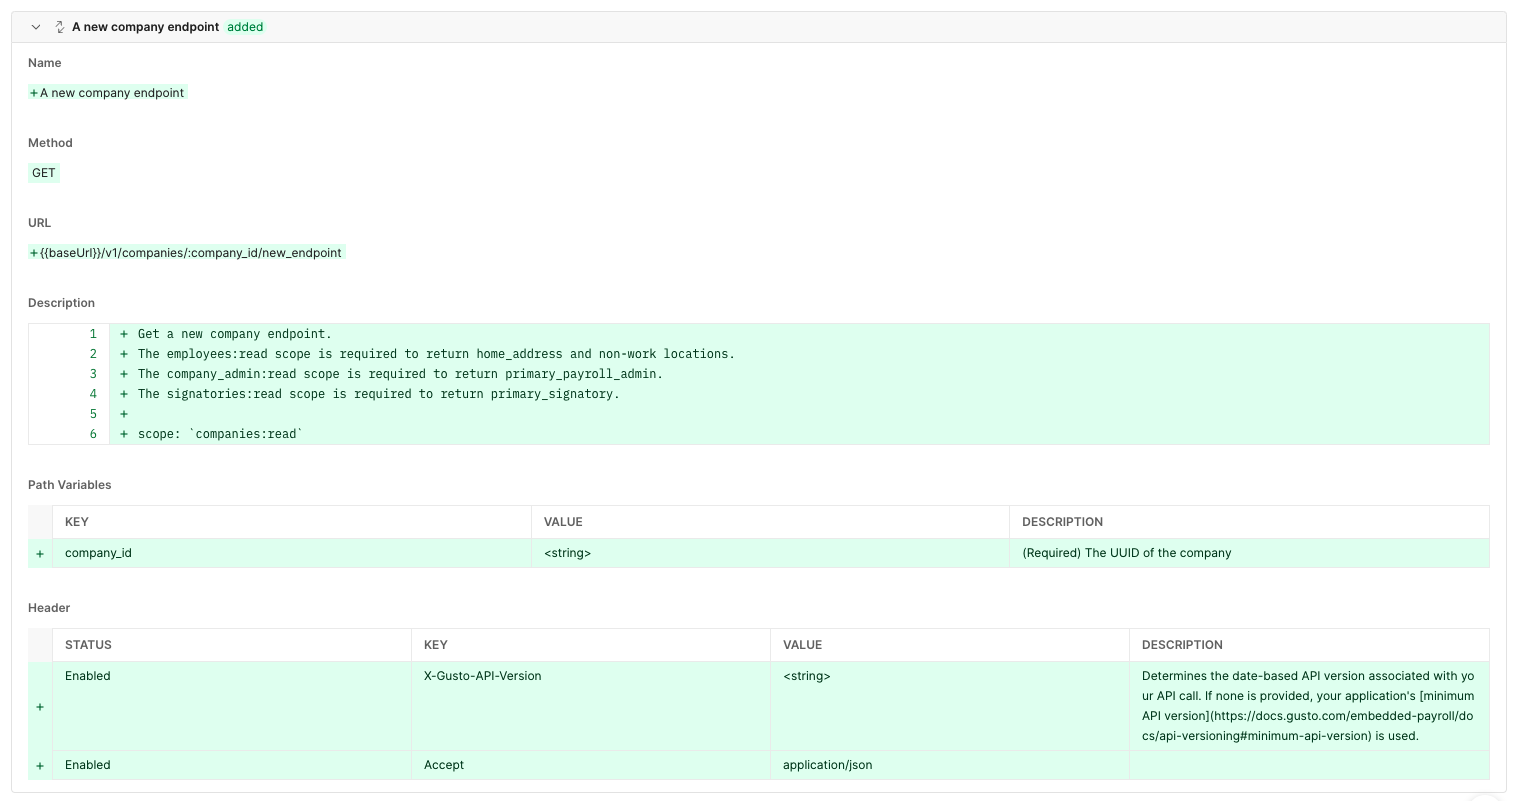 A new company endpoint added
Name
+ A new company endpoint
Method
GET
URL
+ {{baseUrl}}/v1/companies/:company_id/new_endpoint
Description
1 + Get a new company endpoint.
2 + The employees:read scope is required to return home_address and non-work locations.
3 + The company_admin:read scope is required to return primary_payroll_admin.
4 + The signatories:read scope is required to return primary_signatory.
5 +
6 + scope: `companies:read`
Path Variables
KEY VALUE DESCRIPTION
+ company_id <string> (Required) The UUID of the company
Header
STATUS KEY VALUE DESCRIPTION
+ Enabled X-Gusto-API-Version <string> Determines the date-based API version associated with yo
ur API call. If none is provided, your application's [minimum
API version](https://docs.gusto.com/embedded-payroll/do
cs/api-versioning#minimum-api-version) is used.
+ Enabled Accept application/json